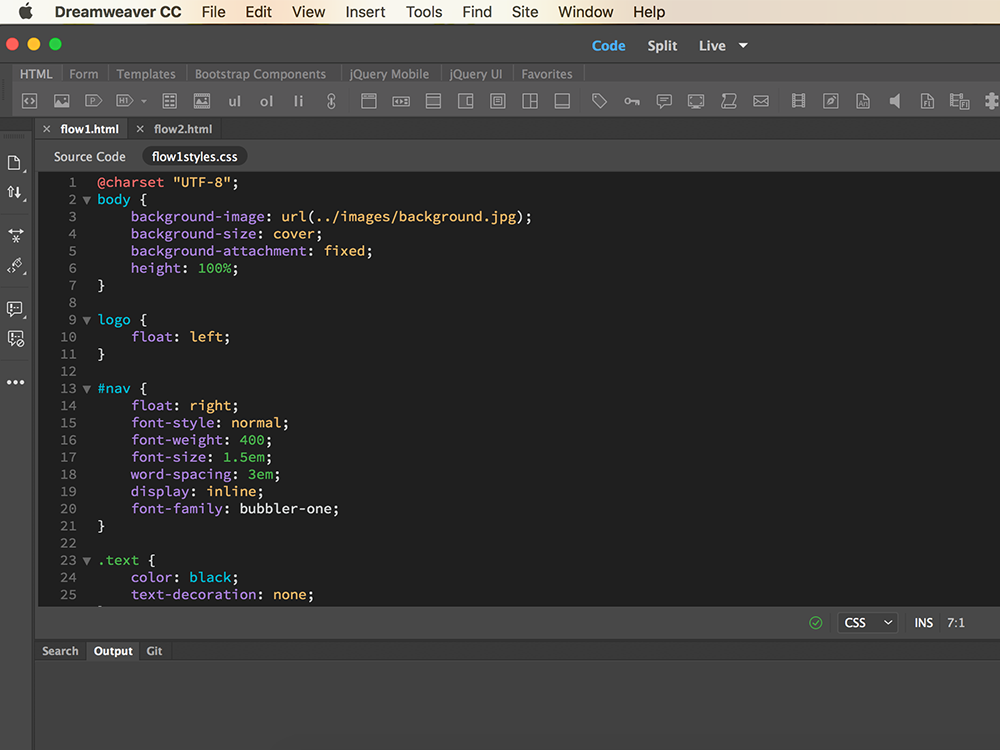 Dreamweaver CC File Edit View Insert Tools Find Site Window Help
Code Split Live
HTML Form Templates Bootstrap Components jQuery Mobile jQuery UI Favorites
ul ol li
flow1.html flow2.html
Source Code flow1styles.css
1 @charset "UTF-8";
2 body {
3 background-image: url(../images/background.jpg);
4 background-size: cover;
5 background-attachment: fixed;
6 height: 100%;
7 }
8
9 logo {
10 float: left;
11 }
12
13 #nav {
14 float: right;
15 font-style: normal;
16 font-weight: 400;
17 font-size: 1.5em;
18 word-spacing: 3em;
19 display: inline;
20 font-family: bubbler-one;
21 }
22
23 .text {
24 color: black;
25 text-decoration: none;
CSS INS 7:1
Search Output Git